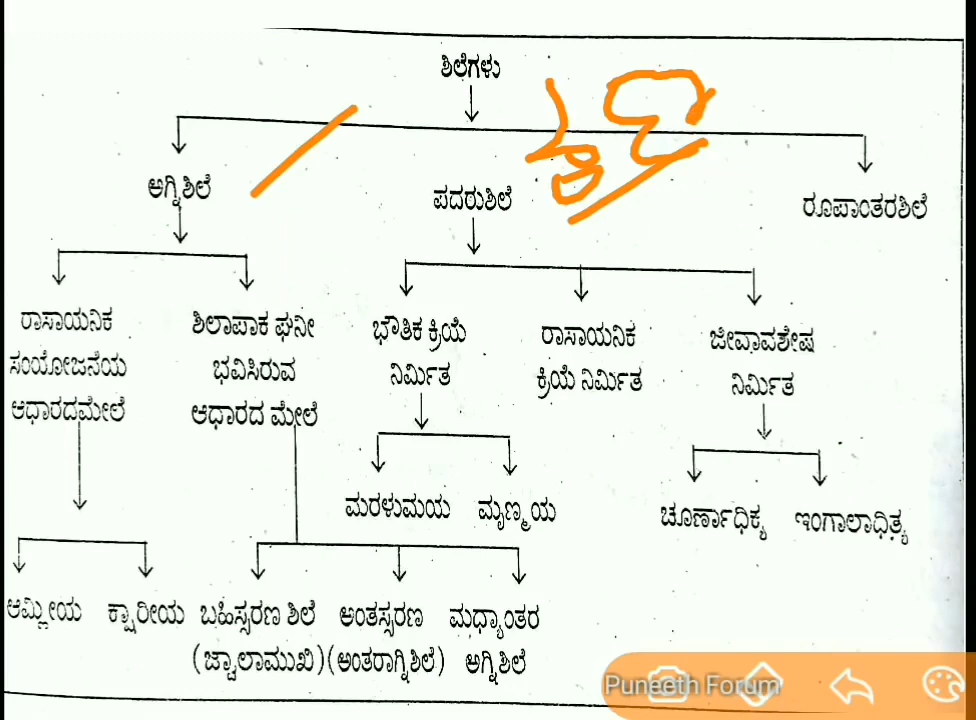 ಶಿಲೆಗಳು
ಅಗ್ನಿಶಿಲೆ
ಪದರುಶಿಲೆ
ರೂಪಾಂತರಶಿಲೆ
ರಾಸಾಯನಿಕ
ಸಂಯೋಜನೆಯ
ಆಧಾರದಮೇಲೆ
ಶಿಲಾಪಾಕ ಘನೀ
ಭವಿಸಿರುವ
ಆಧಾರದ ಮೇಲೆ
ಭೌತಿಕ ಕ್ರಿಯೆ
ನಿರ್ಮಿತ
ರಾಸಾಯನಿಕ
ಕ್ರಿಯೆ ನಿರ್ಮಿತ
ಜೀವಾವಶೇಷ
ನಿರ್ಮಿತ
ಮರಳುಮಯ
ಮೃಣ್ಮಯ
ಚೂರ್ಣಾಧಿಕ್ಯ
ಇಂಗಾಲಾಧಿತ್ಯ
ಆಮ್ಲೀಯ
ಕ್ಷಾರೀಯ
ಬಹಿಸ್ಸರಣ ಶಿಲೆ
(ಜ್ವಾಲಾಮುಖಿ)
ಅಂತಸ್ಸರಣ
(ಅಂತರಾಗ್ನಿಶಿಲೆ)
ಮಧ್ಯಾಂತರ
ಅಗ್ನಿಶಿಲೆ
Puneeth Forum